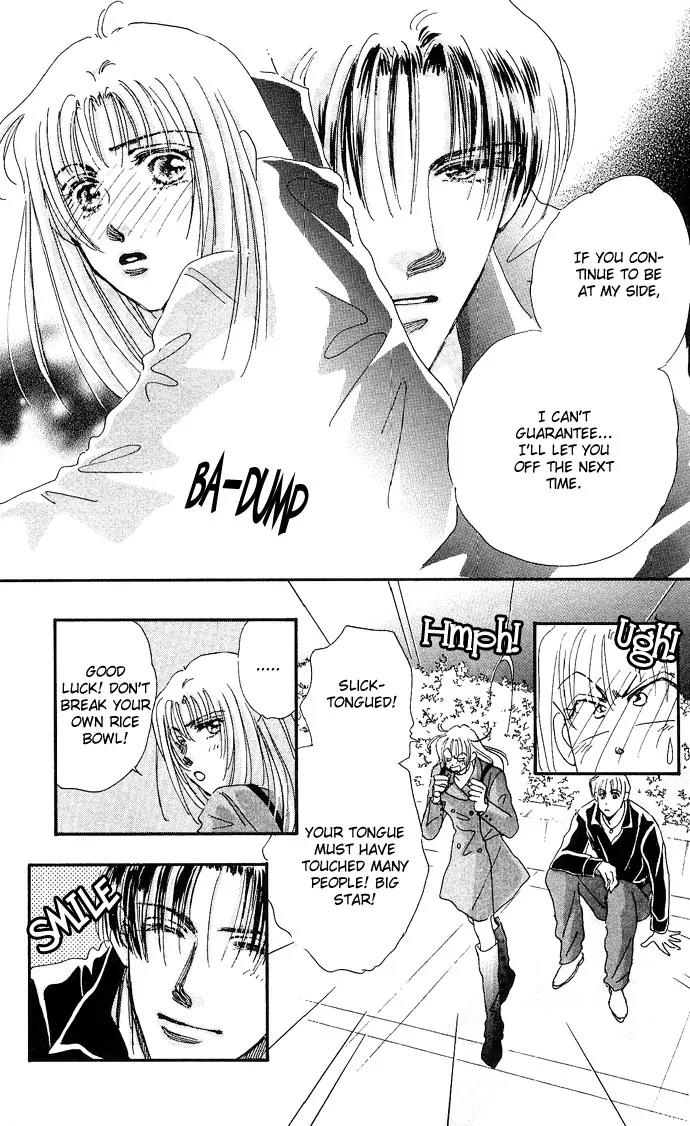 IF YOU CON-
TINUE TO BE
AT MY SIDE,
I CAN'T
GUARANTEE...
I'LL LET YOU
OFF THE NEXT
TIME.
BA-DUMP
Ugh!
Hmph!
SLICK-
TONGUED!
YOUR TONGUE
MUST HAVE
TOUCHED MANY
PEOPLE! BIG
STAR!
.....
GOOD
LUCK! DON'T
BREAK YOUR
OWN RICE
BOWL!
SMILE